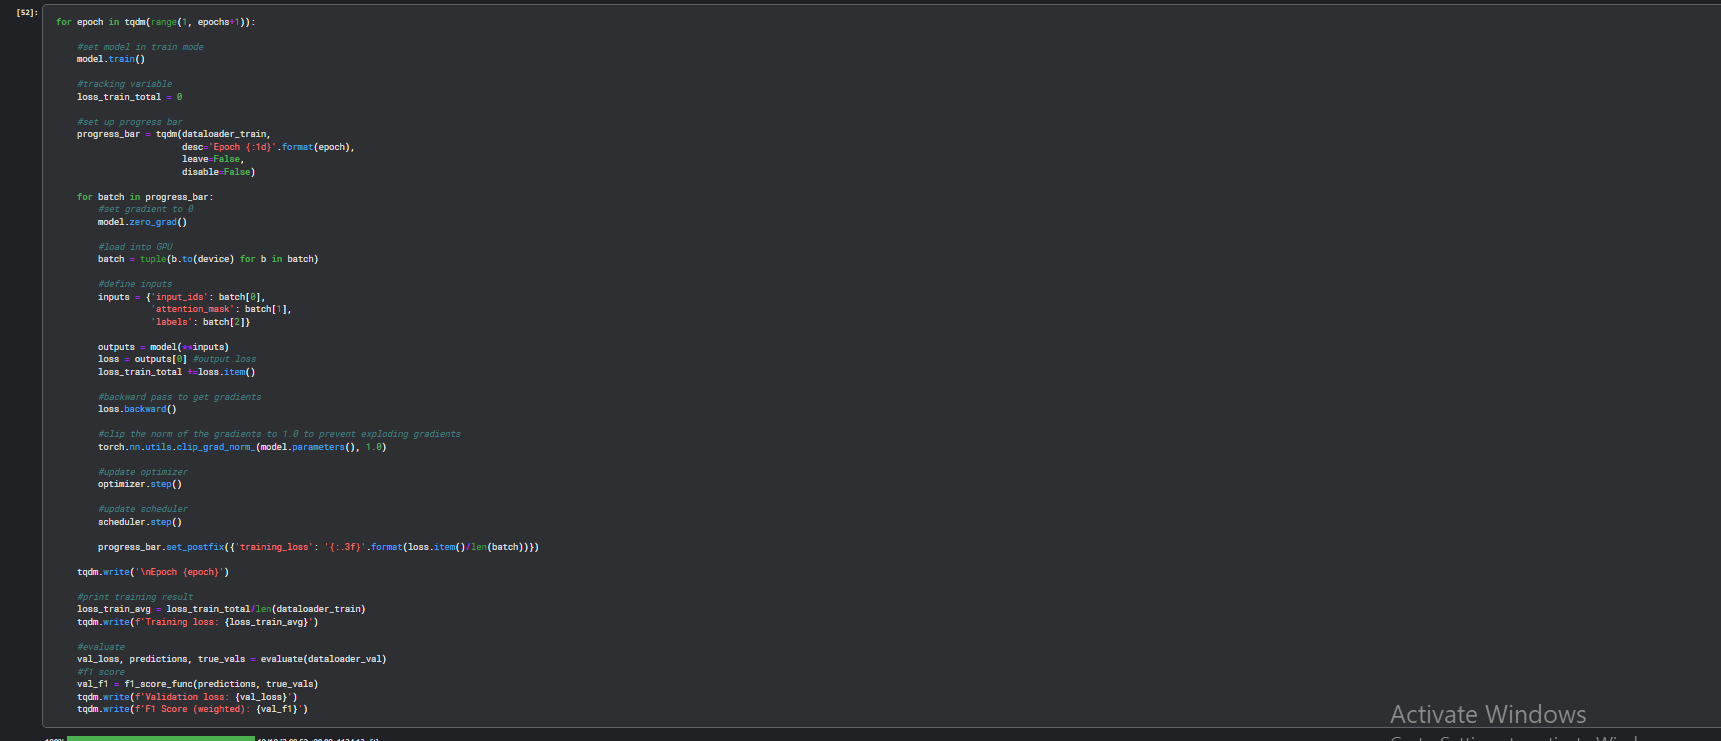 [52]:
for epoch in tqdm(range(1, epochs+1)):
#set model in train mode
model.train()
#tracking variable
loss_train_total = 0
#set up progress bar
progress_bar = tqdm(dataloader_train,
desc='Epoch {:1d}'.format(epoch),
leave=False,
disable=False)
for batch in progress_bar:
#set gradient to 0
model.zero_grad()
#load into GPU
batch = tuple(b.to(device) for b in batch)
#define inputs
inputs = {'input_ids': batch[0],
'attention_mask': batch[1],
'labels': batch[2]}
outputs = model(**inputs)
loss = outputs[0] #output.loss
loss_train_total +=loss.item()
#backward pass to get gradients
loss.backward()
#clip the norm of the gradients to 1.0 to prevent exploding gradients
torch.nn.utils.clip_grad_norm_(model.parameters(), 1.0)
#update optimizer
optimizer.step()
#update scheduler
scheduler.step()
progress_bar.set_postfix({'training_loss': '{:.3f}'.format(loss.item()/len(batch))})
tqdm.write('\nEpoch {epoch}')
#print training result
loss_train_avg = loss_train_total/len(dataloader_train)
tqdm.write(f'Training loss: {loss_train_avg}')
#evaluate
val_loss, predictions, true_vals = evaluate(dataloader_val)
#f1 score
val_f1 = f1_score_func(predictions, true_vals)
tqdm.write(f'Validation loss: {val_loss}')
tqdm.write(f'F1 Score (weighted): {val_f1}')
Activate Windows